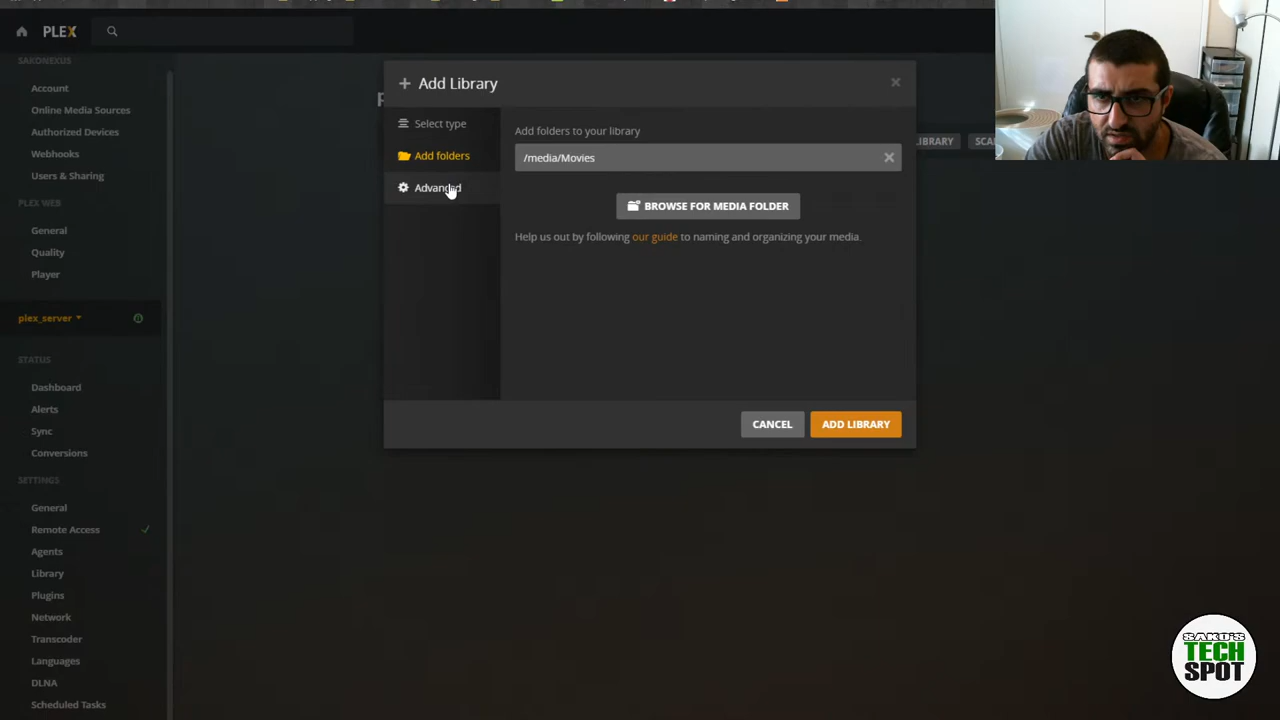 PLEX
SAKONEXUS
Account
Online Media Sources
Authorized Devices
Webhooks
Users & Sharing
PLEX WEB
General
Quality
Player
plex_server
STATUS
Dashboard
Alerts
Sync
Conversions
SETTINGS
General
Remote Access
Agents
Library
Plugins
Network
Transcoder
Languages
DLNA
Scheduled Tasks
Add Library
Select type
Add folders
Advanced
Add folders to your library
/media/Movies
BROWSE FOR MEDIA FOLDER
Help us out by following our guide to naming and organizing your media.
CANCEL
ADD LIBRARY
SAKO'S
TECH
SPOT